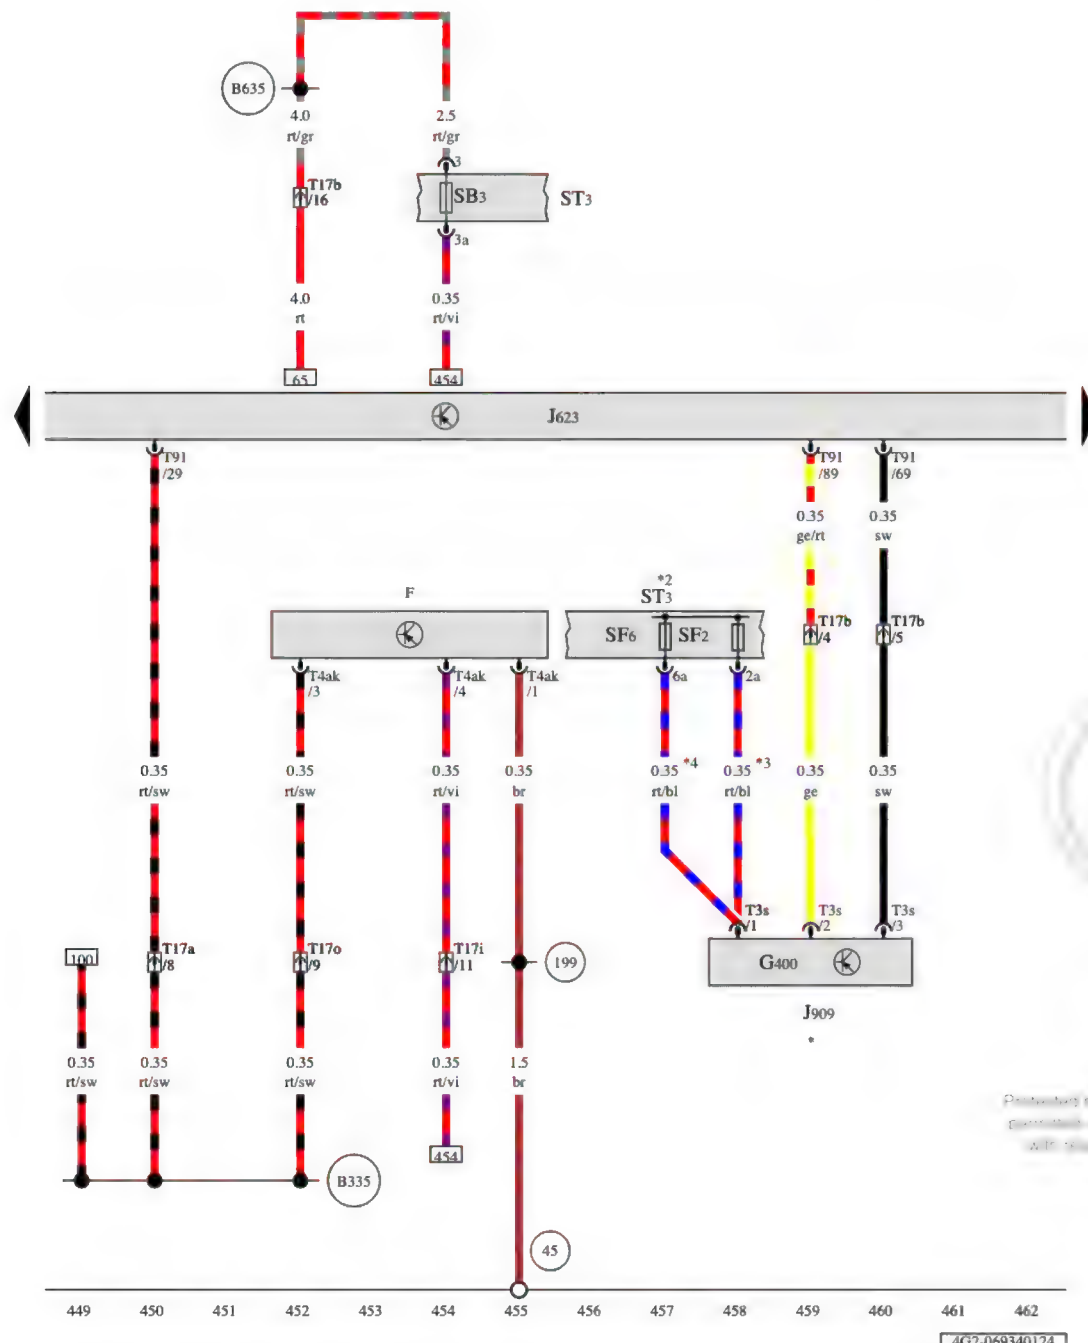 B635
4.0
rt/gr
2.5
rt/gr
3
T17b
/16
SB3
ST3
3a
4.0
rt
0.35
rt/vi
65
454
J623
T91
/29
T91
/89
T91
/69
0.35
ge/rt
0.35
sw
F
*2
ST3
SF6
SF2
T17b
/4
T17b
/5
T4ak
/3
T4ak
/4
T4ak
/1
6a
2a
0.35
rt/sw
0.35
rt/sw
0.35
rt/vi
0.35
br
0.35 *4
rt/bl
0.35 *3
rt/bl
0.35
ge
0.35
sw
T3s
/1
T3s
/2
T3s
/3
100
T17a
/8
T17o
/9
T17i
/11
199
G400
J909
*
0.35
rt/sw
0.35
rt/sw
0.35
rt/sw
0.35
rt/vi
1.5
br
454
B335
45
449 450 451 452 453 454 455 456 457 458 459 460 461 462
4G2-069340124